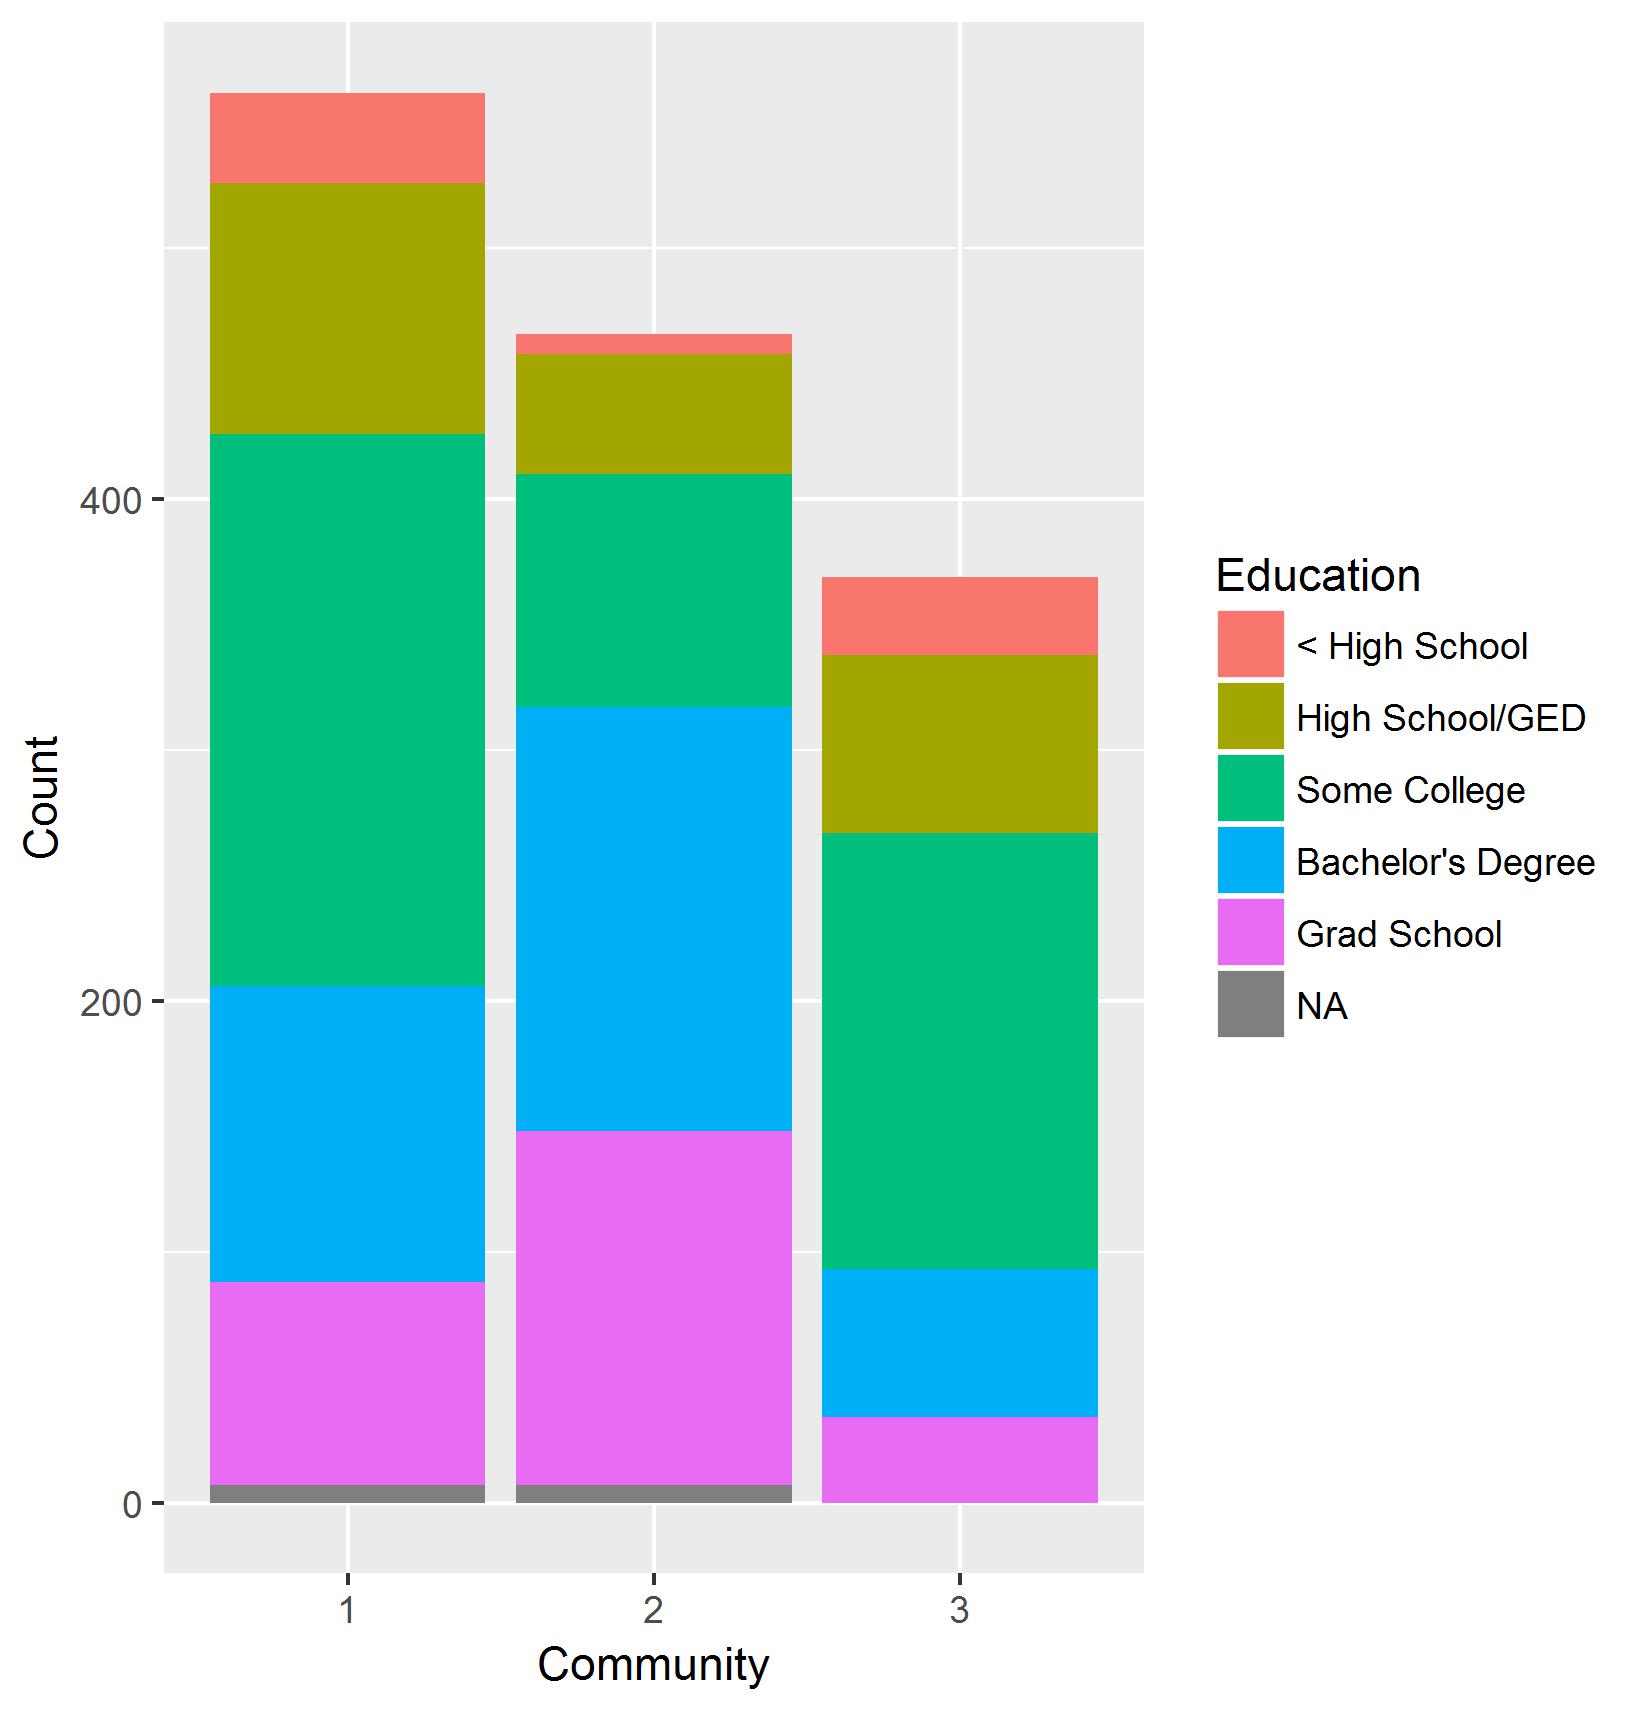 Count
400
200
0
1 2 3
Community
Education
< High School
High School/GED
Some College
Bachelor's Degree
Grad School
NA